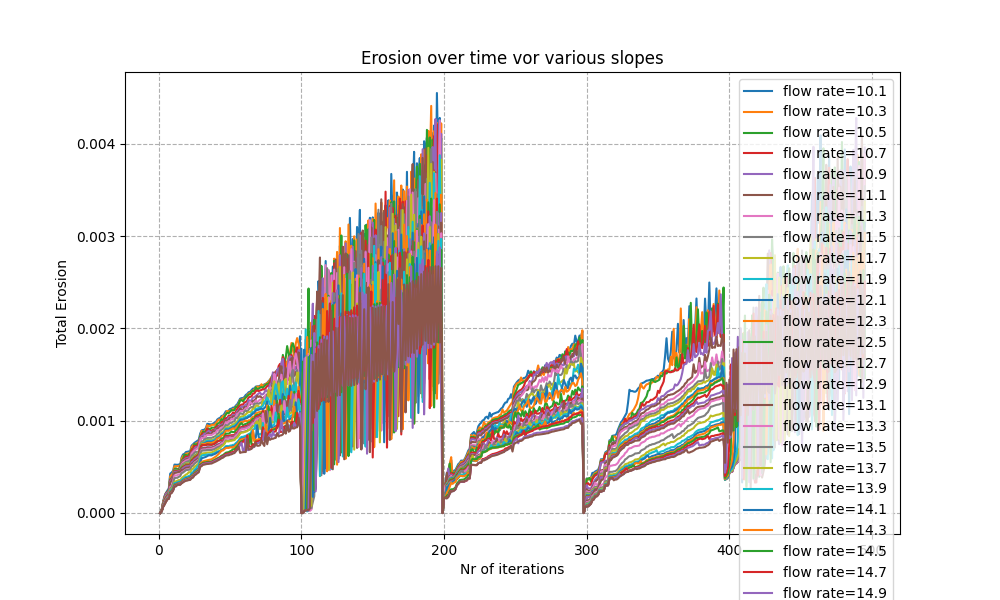 Erosion over time vor various slopes
Total Erosion
0.004
0.003
0.002
0.001
0.000
0
100
200
300
400
Nr of iterations
flow rate=10.1
flow rate=10.3
flow rate=10.5
flow rate=10.7
flow rate=10.9
flow rate=11.1
flow rate=11.3
flow rate=11.5
flow rate=11.7
flow rate=11.9
flow rate=12.1
flow rate=12.3
flow rate=12.5
flow rate=12.7
flow rate=12.9
flow rate=13.1
flow rate=13.3
flow rate=13.5
flow rate=13.7
flow rate=13.9
flow rate=14.1
flow rate=14.3
flow rate=14.5
flow rate=14.7
flow rate=14.9